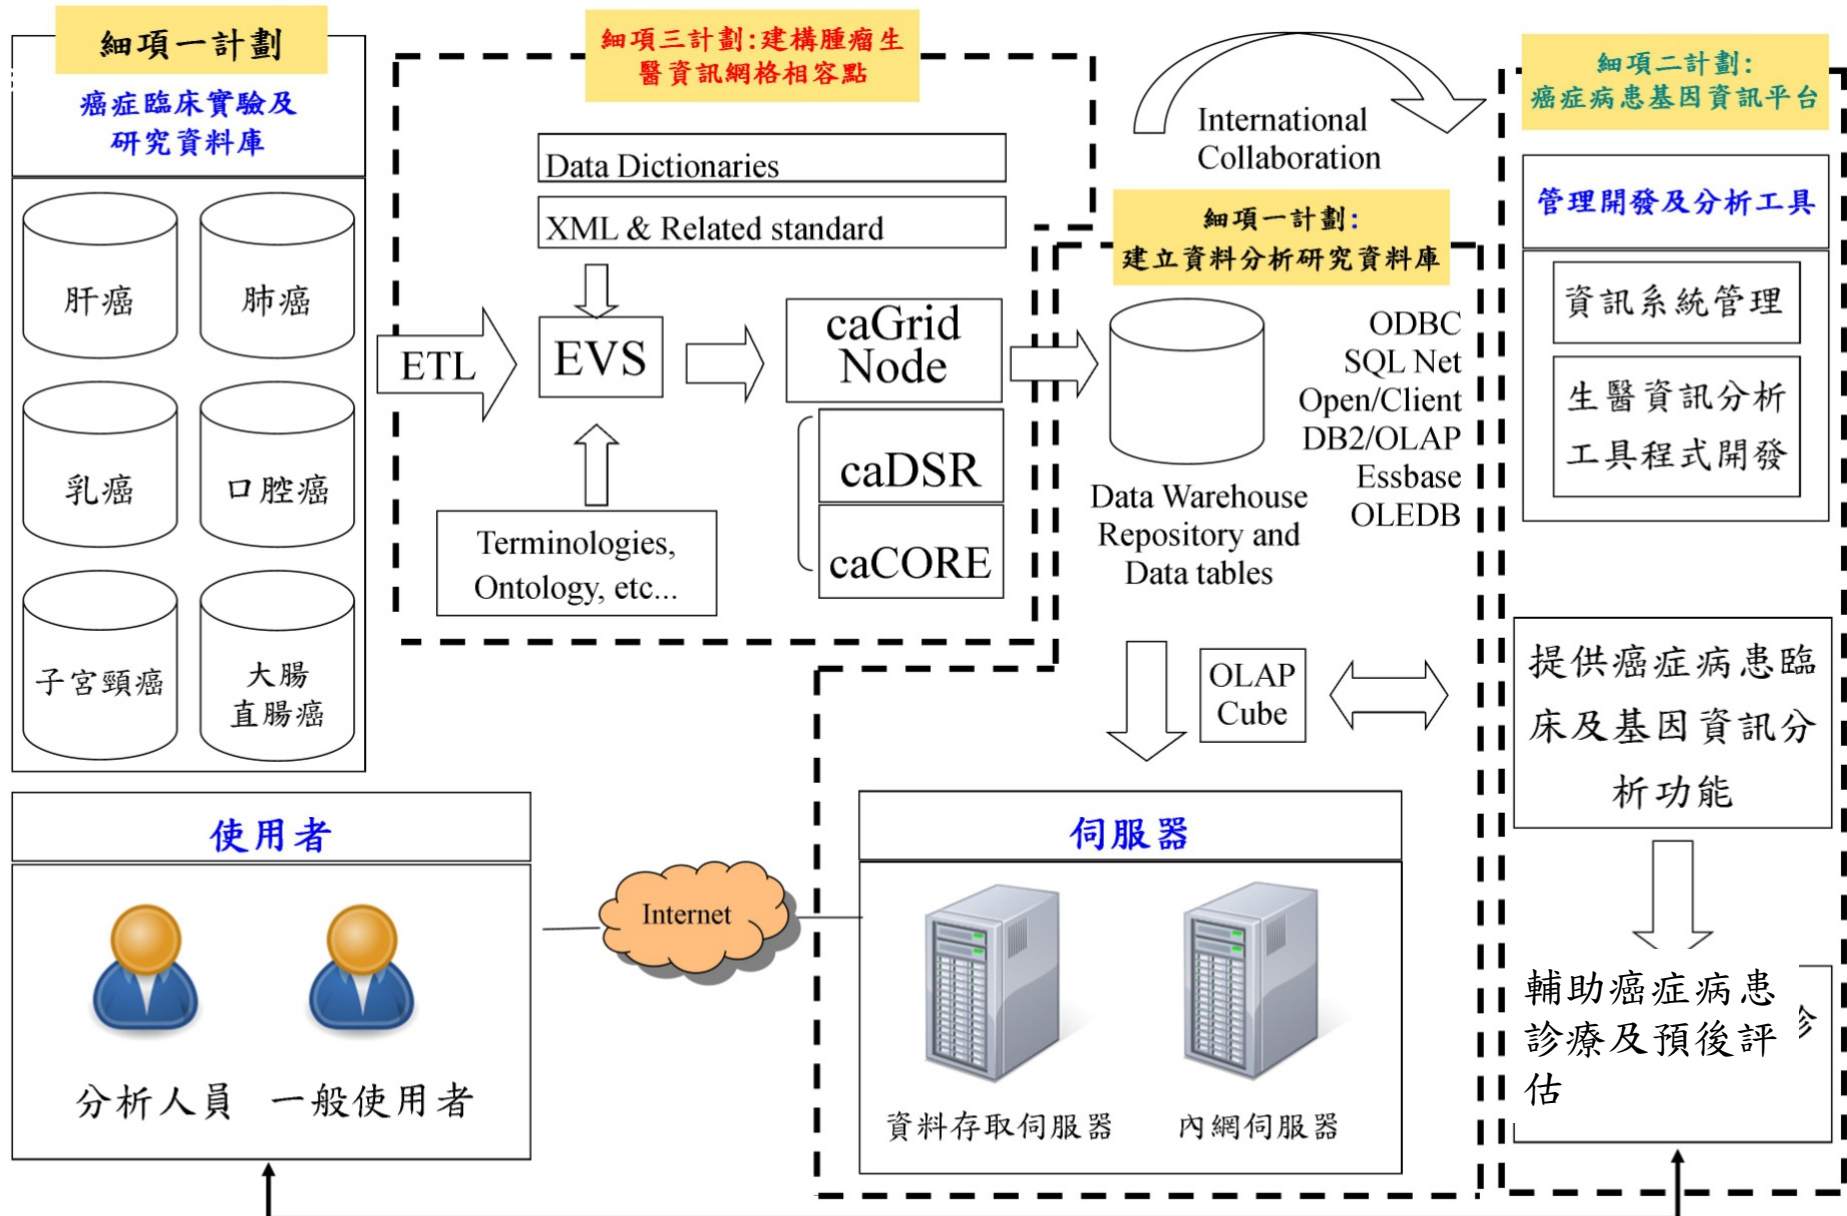 細項一計劃
癌症臨床實驗及
研究資料庫
肝癌
肺癌
乳癌
口腔癌
子宮頸癌
大腸
直腸癌
細項三計劃:建構腫瘤生
醫資訊網格相容點
Data Dictionaries
XML & Related standard
ETL
EVS
caGrid
Node
caDSR
caCORE
Terminologies,
Ontology, etc...
International
Collaboration
細項一計劃:
建立資料分析研究資料庫
ODBC
SQL Net
Open/Client
DB2/OLAP
Essbase
OLEDB
Data Warehouse
Repository and
Data tables
OLAP
Cube
細項二計劃:
癌症病患基因資訊平台
管理開發及分析工具
資訊系統管理
生醫資訊分析
工具程式開發
提供癌症病患臨
床及基因資訊分
析功能
輔助癌症病患
診療及預後評
估
使用者
分析人員
一般使用者
Internet
伺服器
資料存取伺服器
內網伺服器